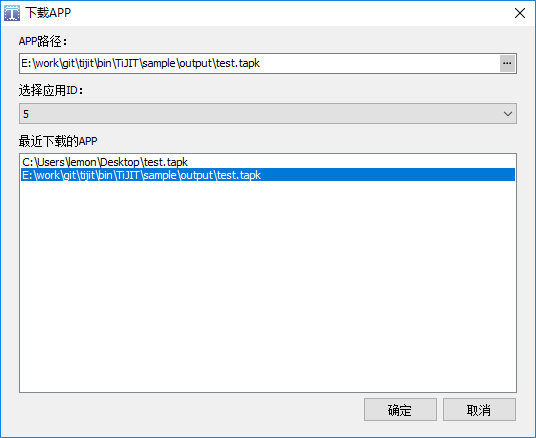 下载APP
APP路径：
E:\work\git\tijit\bin\TiJIT\sample\output\test.tapk
...
选择应用ID：
5
最近下载的APP
C:\Users\lemon\Desktop\test.tapk
E:\work\git\tijit\bin\TiJIT\sample\output\test.tapk
确定
取消